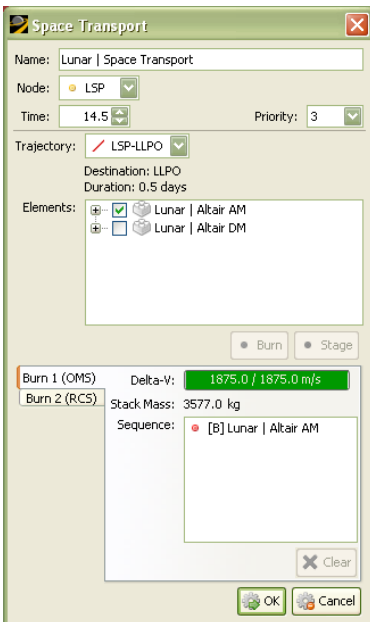 Space Transport
Name: Lunar | Space Transport
Node: LSP
Time: 14.5 Priority: 3
Trajectory: LSP-LLPO
Destination: LLPO
Duration: 0.5 days
Elements: Lunar | Altair AM
Lunar | Altair DM
Burn Stage
Burn 1 (OMS) Delta-V: 1875.0 / 1875.0 m/s
Burn 2 (RCS) Stack Mass: 3577.0 kg
Sequence: [B] Lunar | Altair AM
Clear
OK Cancel